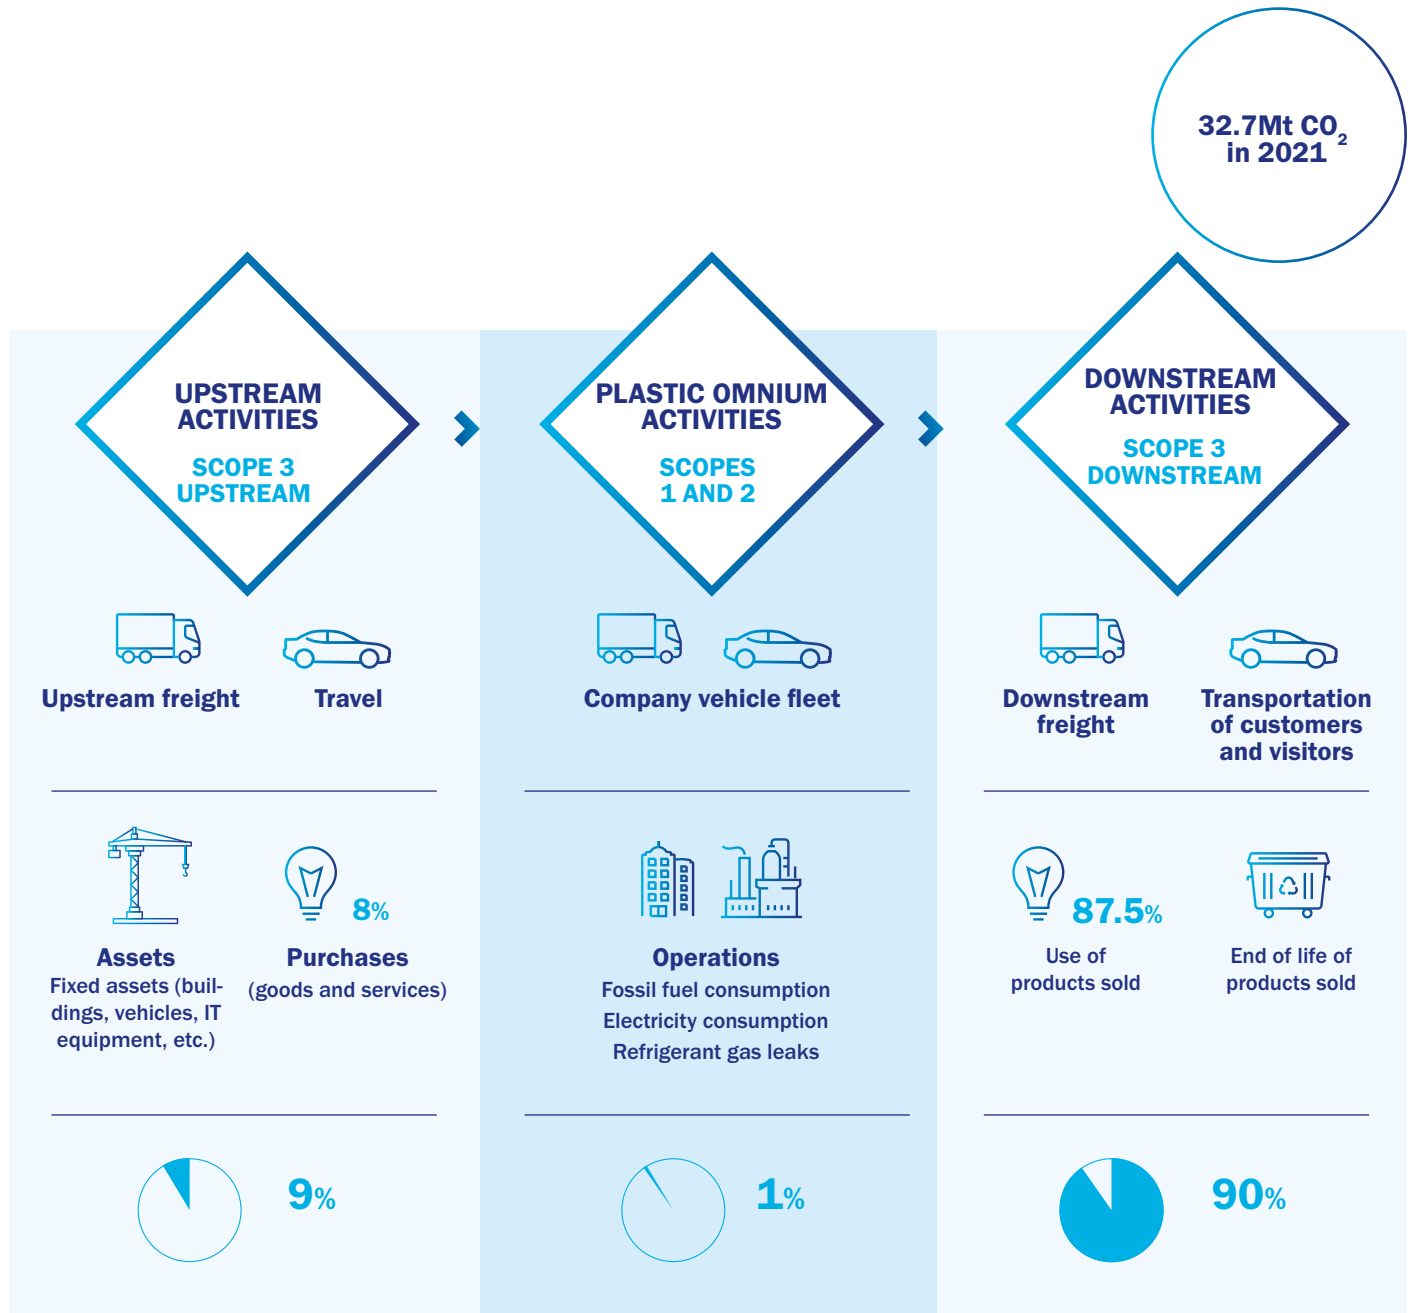 32.7Mt CO2
in 2021
UPSTREAM
ACTIVITIES
SCOPE 3
UPSTREAM
PLASTIC OMNIUM
ACTIVITIES
SCOPES
1 AND 2
DOWNSTREAM
ACTIVITIES
SCOPE 3
DOWNSTREAM
Upstream freight
Travel
Company vehicle fleet
Downstream
freight
Transportation
of customers
and visitors
Assets
Fixed assets (buil-
dings, vehicles, IT
equipment, etc.)
8%
Purchases
(goods and services)
Operations
Fossil fuel consumption
Electricity consumption
Refrigerant gas leaks
87.5%
Use of
products sold
End of life of
products sold
9%
1%
90%